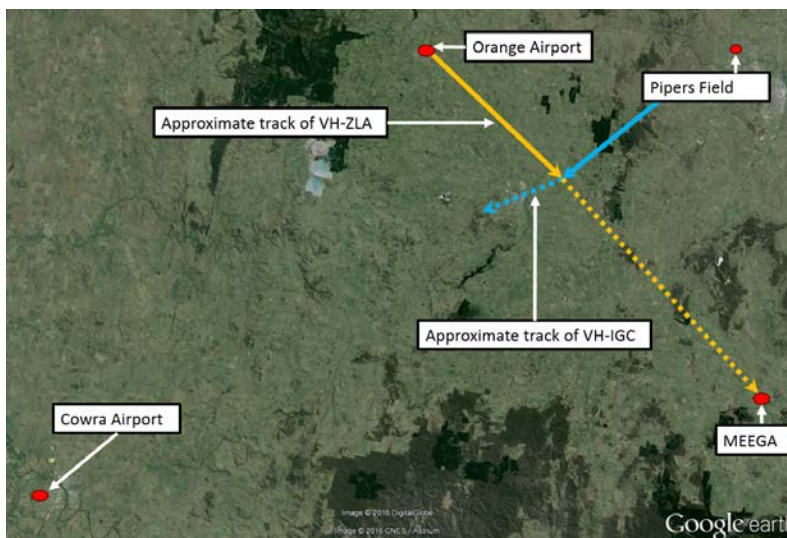 Orange Airport
Pipers Field
Approximate track of VH-ZLA
Approximate track of VH-IGC
Cowra Airport
MEEGA
Image © 2016 DigitalGlobe
Image © 2016 CNES / Astrium
Google earth